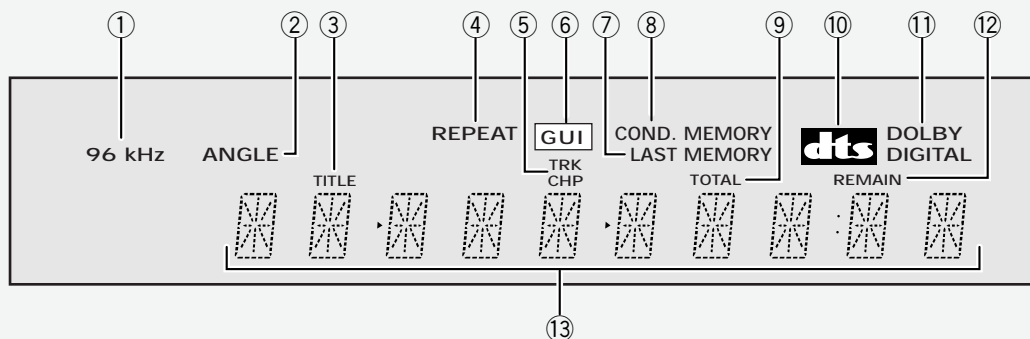 ① ② ③ ④ ⑤ ⑥ ⑦ ⑧ ⑨ ⑩ ⑪ ⑫
96 kHz ANGLE REPEAT GUI COND. MEMORY dts DOLBY
LAST MEMORY DIGITAL
TITLE TRK TOTAL REMAIN
CHP
⑬